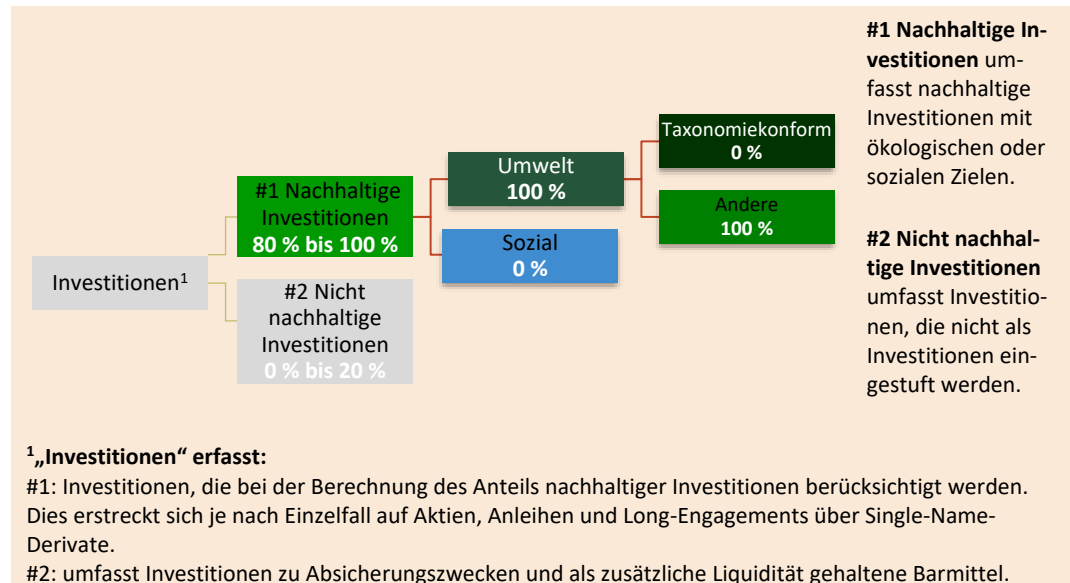 Investitionen¹
#1 Nachhaltige
Investitionen
80 % bis 100 %
#2 Nicht
nachhaltige
Investitionen
0 % bis 20 %
Umwelt
100 %
Sozial
0 %
Taxonomiekonform
0 %
Andere
100 %
#1 Nachhaltige In-
vestitionen um-
fasst nachhaltige
Investitionen mit
ökologischen oder
sozialen Zielen.
#2 Nicht nachhal-
tige Investitionen
umfasst Investitio-
nen, die nicht als
Investitionen ein-
gestuft werden.
¹„Investitionen“ erfasst:
#1: Investitionen, die bei der Berechnung des Anteils nachhaltiger Investitionen berücksichtigt werden.
Dies erstreckt sich je nach Einzelfall auf Aktien, Anleihen und Long-Engagements über Single-Name-
Derivate.
#2: umfasst Investitionen zu Absicherungszwecken und als zusätzliche Liquidität gehaltene Barmittel.